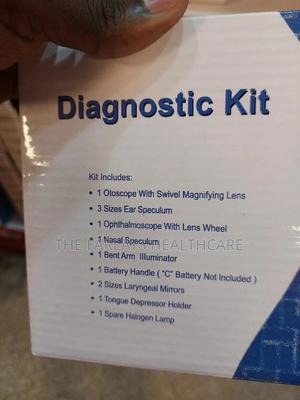 Diagnostic Kit
Kit Includes:
• 1 Otoscope With Swivel Magnifying Lens
• 3 Sizes Ear Speculum
• 1 Ophthalmoscope With Lens Wheel
• 1 Nasal Speculum
• 1 Bent Arm Illuminator
• 1 Battery Handle ( "C" Battery Not Included )
• 2 Sizes Laryngeal Mirrors
• 1 Tongue Depressor Holder
• 1 Spare Halogen Lamp
THE HEALTHCARE